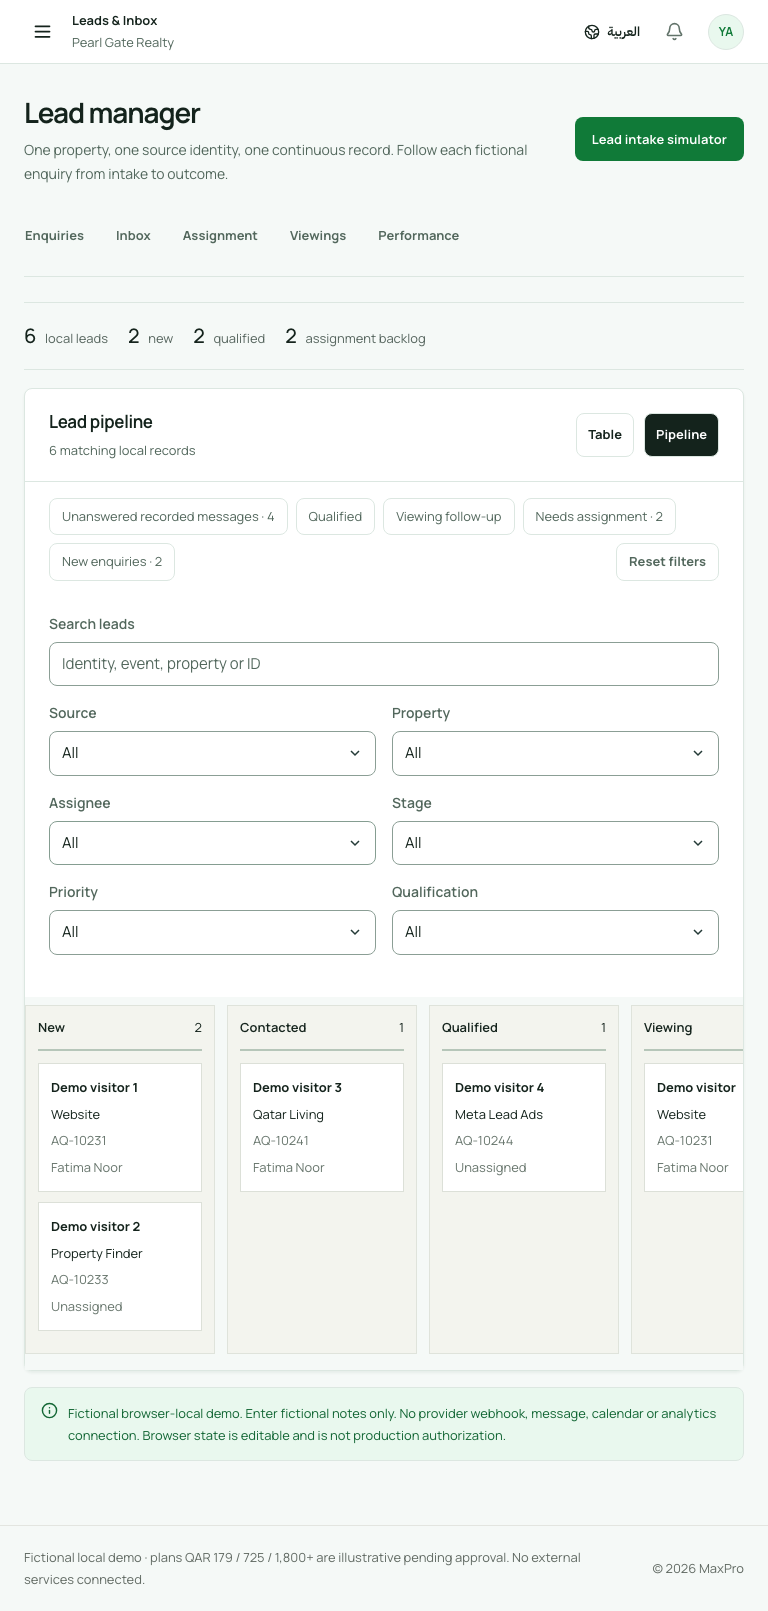 Leads & Inbox
Pearl Gate Realty
العربية
YA
Lead manager
One property, one source identity, one continuous record. Follow each fictional
enquiry from intake to outcome.
Lead intake simulator
Enquiries Inbox Assignment Viewings Performance
6 local leads 2 new 2 qualified 2 assignment backlog
Lead pipeline
6 matching local records
Table Pipeline
Unanswered recorded messages · 4 Qualified Viewing follow-up Needs assignment · 2
New enquiries · 2 Reset filters
Search leads
Identity, event, property or ID
Source Property
All All
Assignee Stage
All All
Priority Qualification
All All
New 2
Demo visitor 1
Website
AQ-10231
Fatima Noor
Demo visitor 2
Property Finder
AQ-10233
Unassigned
Contacted 1
Demo visitor 3
Qatar Living
AQ-10241
Fatima Noor
Qualified 1
Demo visitor 4
Meta Lead Ads
AQ-10244
Unassigned
Viewing
Demo visitor
Website
AQ-10231
Fatima Noor
Fictional browser-local demo. Enter fictional notes only. No provider webhook, message, calendar or analytics
connection. Browser state is editable and is not production authorization.
Fictional local demo · plans QAR 179 / 725 / 1,800+ are illustrative pending approval. No external
services connected.
© 2026 MaxPro